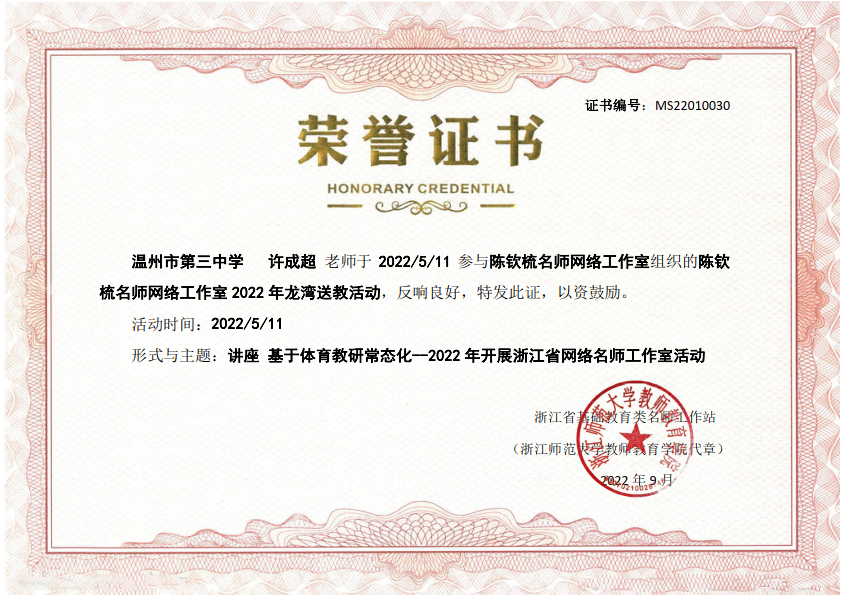 证书编号：MS22010030
荣誉证书
HONORARY CREDENTIAL
温州市第三中学 许成超 老师于 2022/5/11 参与陈钦梳名师网络工作室组织的陈钦
梳名师网络工作室 2022 年龙湾送教活动，反响良好，特发此证，以资鼓励。
活动时间：2022/5/11
形式与主题：讲座 基于体育教研常态化—2022 年开展浙江省网络名师工作室活动
浙江省基础教育类名师工作站
（浙江师范大学教师教育学院代章）
2022 年 9 月
浙江师范大学教师教育学院